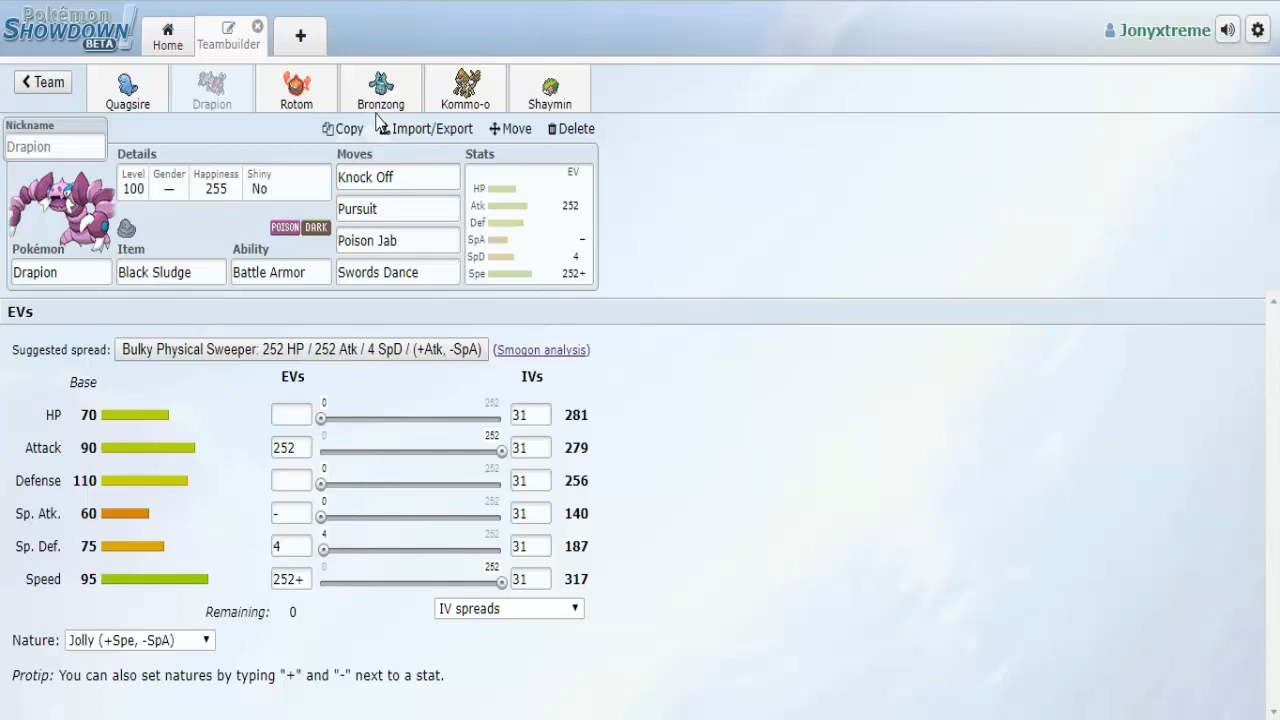 Pokémon
SHOWDOWN!
BETA
Home
Teambuilder
+
Jonyxtreme
Team
Quagsire
Drapion
Rotom
Bronzong
Kommo-o
Shaymin
Nickname
Drapion
Copy
Import/Export
Move
Delete
Details
Moves
Stats
Level Gender Happiness Shiny
100 — 255 No
POISON DARK
Pokémon
Drapion
Item
Black Sludge
Ability
Battle Armor
Knock Off
Pursuit
Poison Jab
Swords Dance
EV
HP
Atk 252
Def
SpA –
SpD 4
Spe 252+
EVs
Suggested spread: Bulky Physical Sweeper: 252 HP / 252 Atk / 4 SpD / (+Atk, -SpA) (Smogon analysis)
Base EVs IVs
HP 70 0 252 31 281
Attack 90 252 0 252 31 279
Defense 110 0 252 31 256
Sp. Atk. 60 - 0 252 31 140
Sp. Def. 75 4 4 252 31 187
Speed 95 252+ 0 252 31 317
Remaining: 0
IV spreads
Nature: Jolly (+Spe, -SpA)
Protip: You can also set natures by typing "+" and "-" next to a stat.